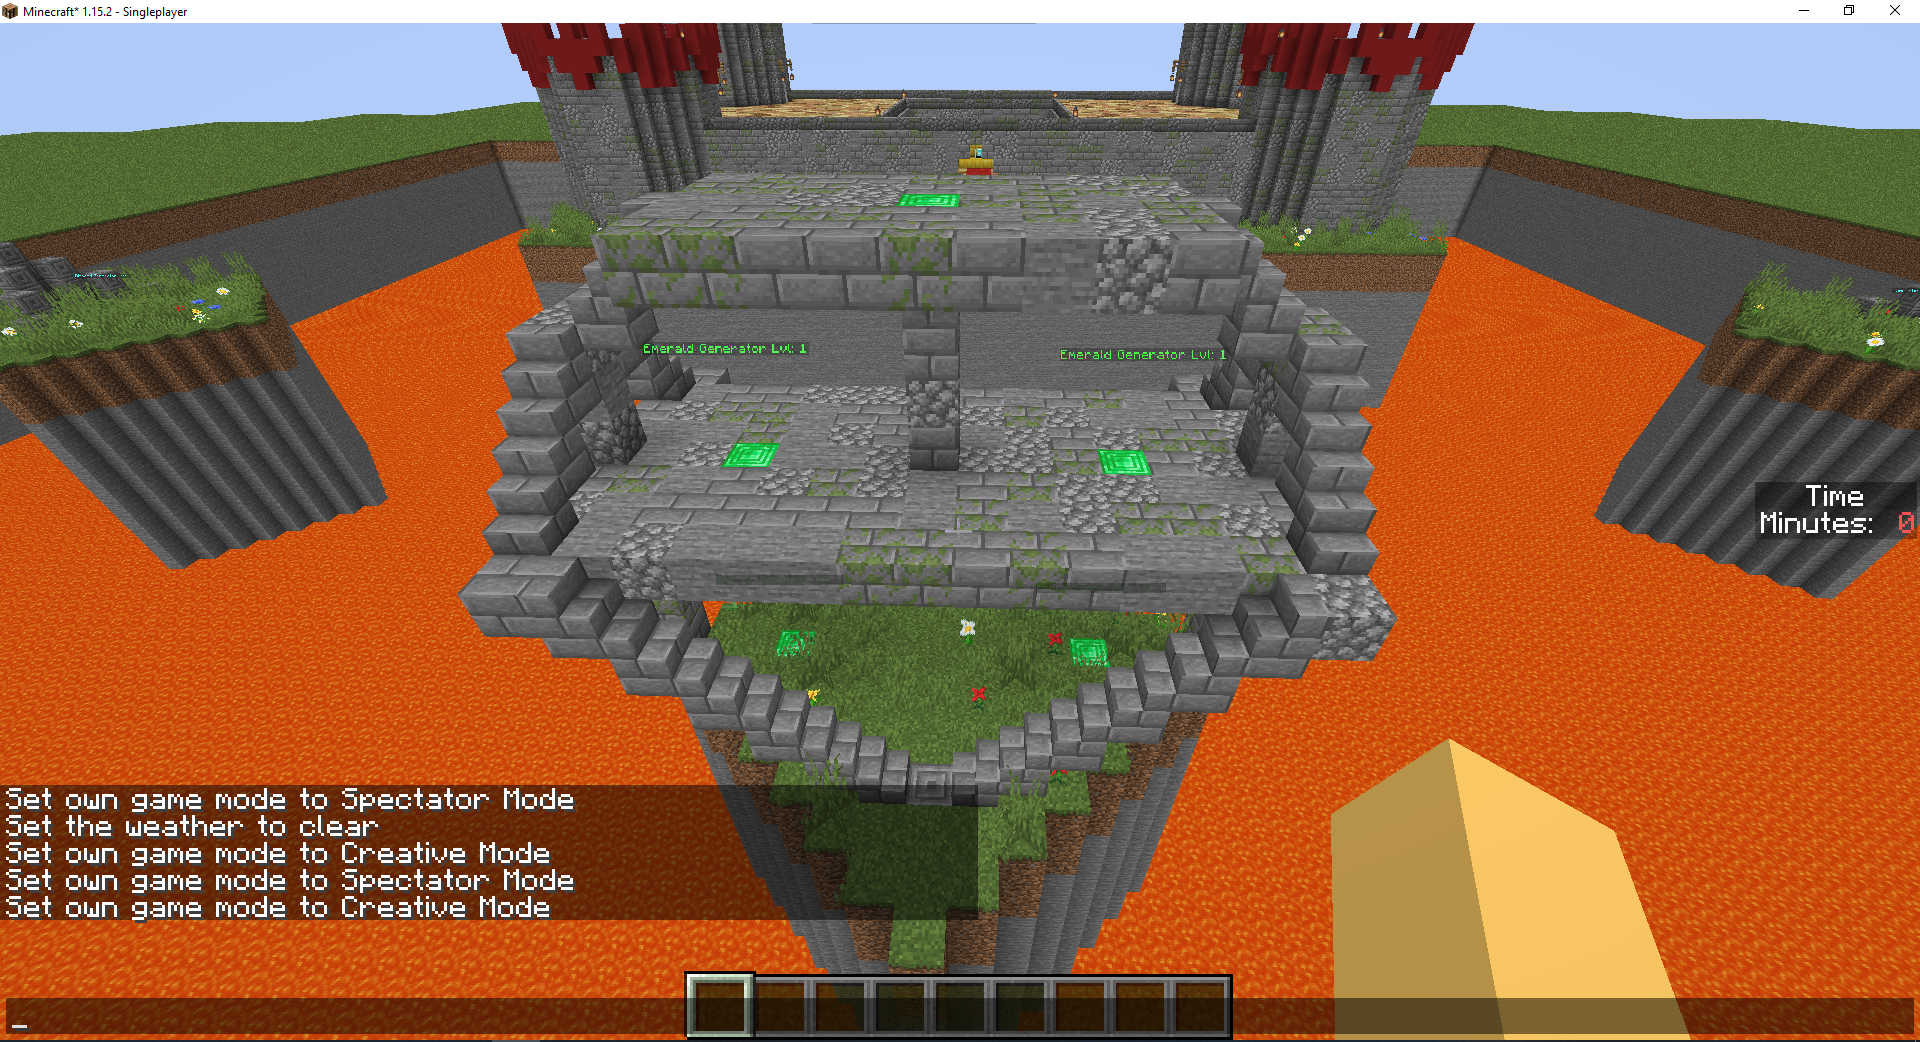 Minecraft* 1.15.2 - Singleplayer
Emerald Generator Lvl: 1
Emerald Generator Lvl: 1
Time
Minutes: 0
Set own game mode to Spectator Mode
Set the weather to clear
Set own game mode to Creative Mode
Set own game mode to Spectator Mode
Set own game mode to Creative Mode
_